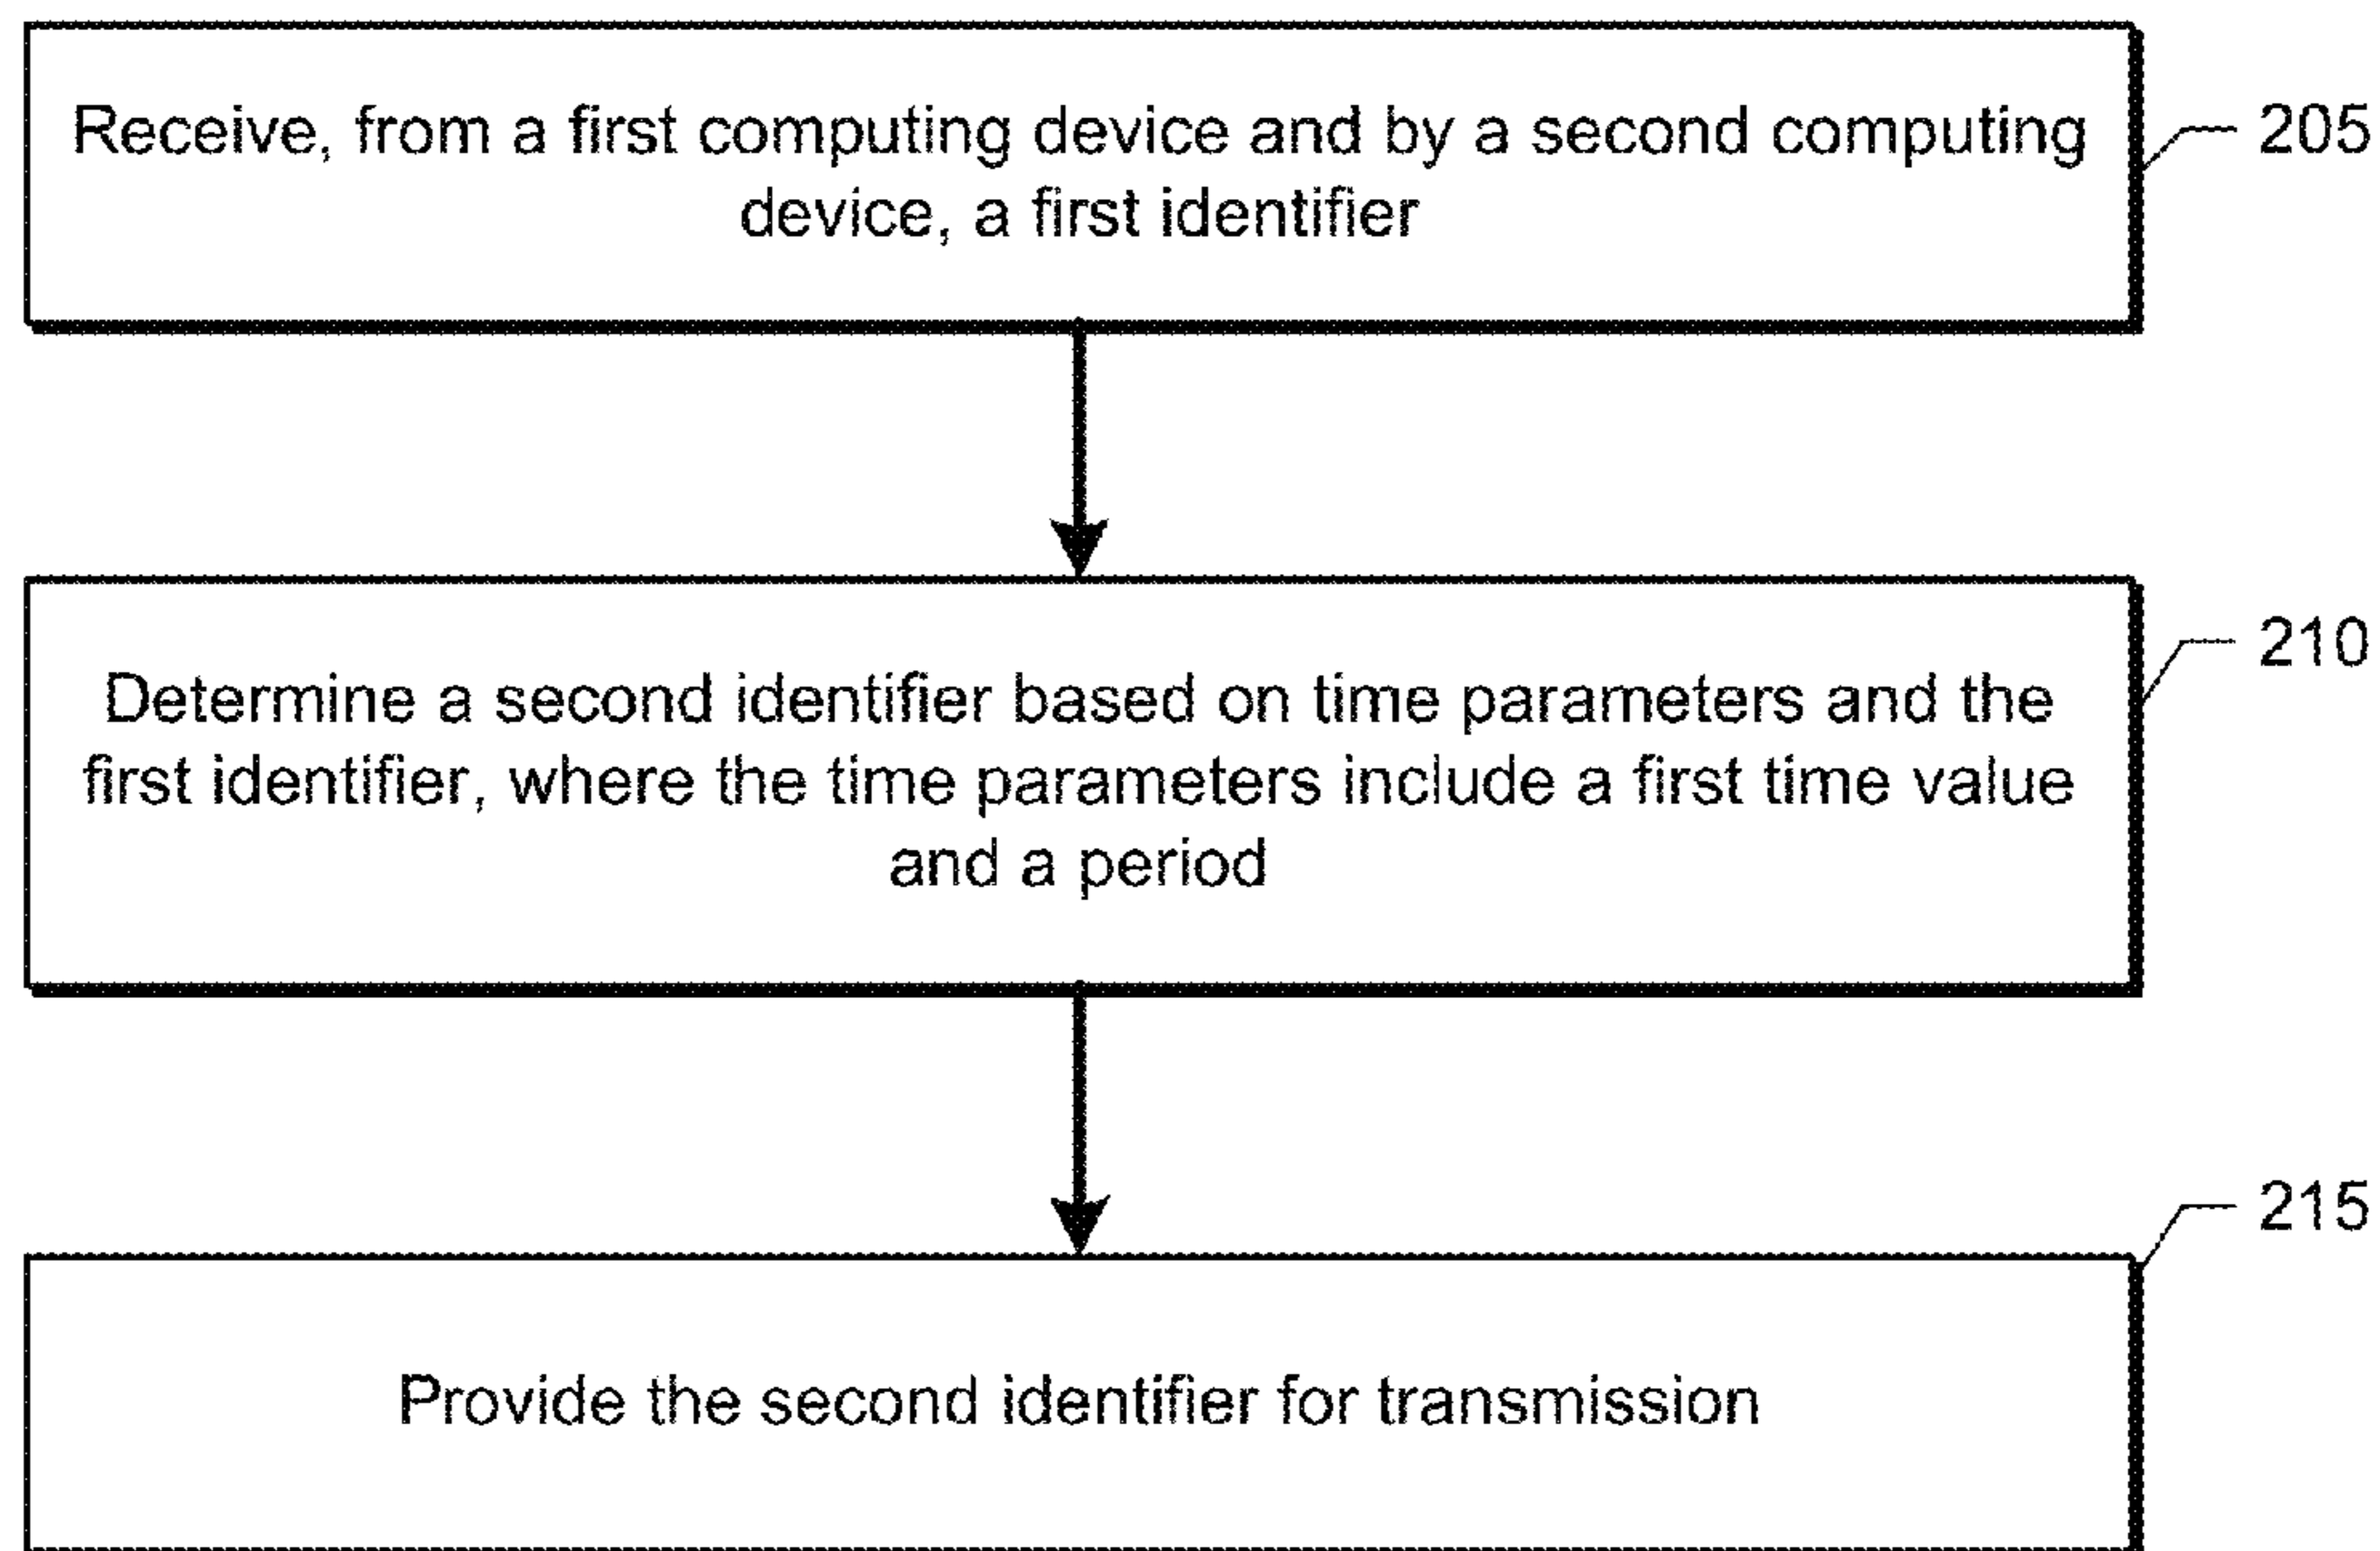 Receive, from a first computing device and by a second computing
device, a first identifier
205
Determine a second identifier based on time parameters and the
first identifier, where the time parameters include a first time value
and a period
210
Provide the second identifier for transmission
215